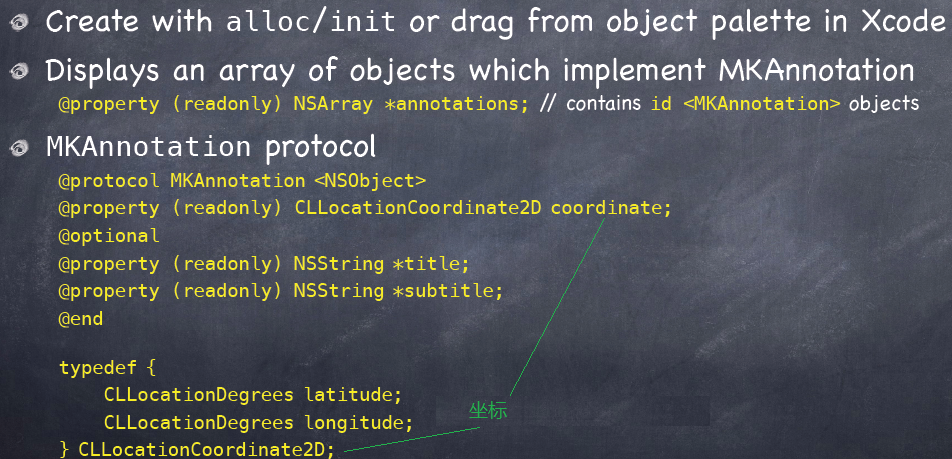 Create with alloc/init or drag from object palette in Xcode
Displays an array of objects which implement MKAnnotation
@property (readonly) NSArray *annotations; // contains id <MKAnnotation> objects
MKAnnotation protocol
@protocol MKAnnotation <NSObject>
@property (readonly) CLLocationCoordinate2D coordinate;
@optional
@property (readonly) NSString *title;
@property (readonly) NSString *subtitle;
@end
typedef {
CLLocationDegrees latitude;
CLLocationDegrees longitude;
坐标
} CLLocationCoordinate2D;